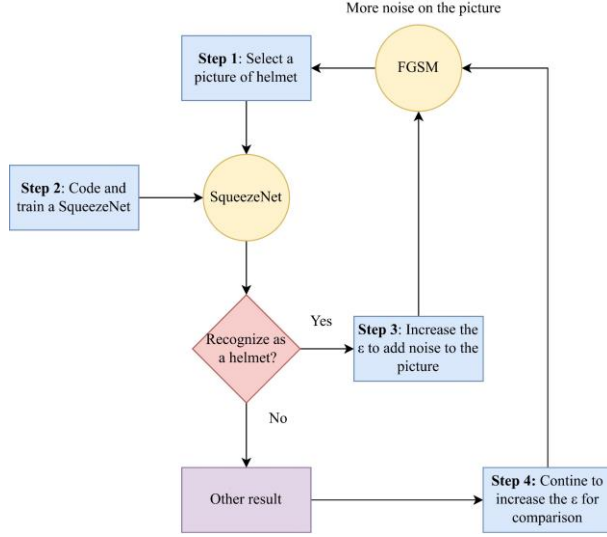 More noise on the picture
Step 1: Select a
picture of helmet
FGSM
Step 2: Code and
train a SqueezeNet
SqueezeNet
Recognize as
a helmet?
Yes
Step 3: Increase the
ε to add noise to the
picture
No
Other result
Step 4: Contine to
increase the ε for
comparison